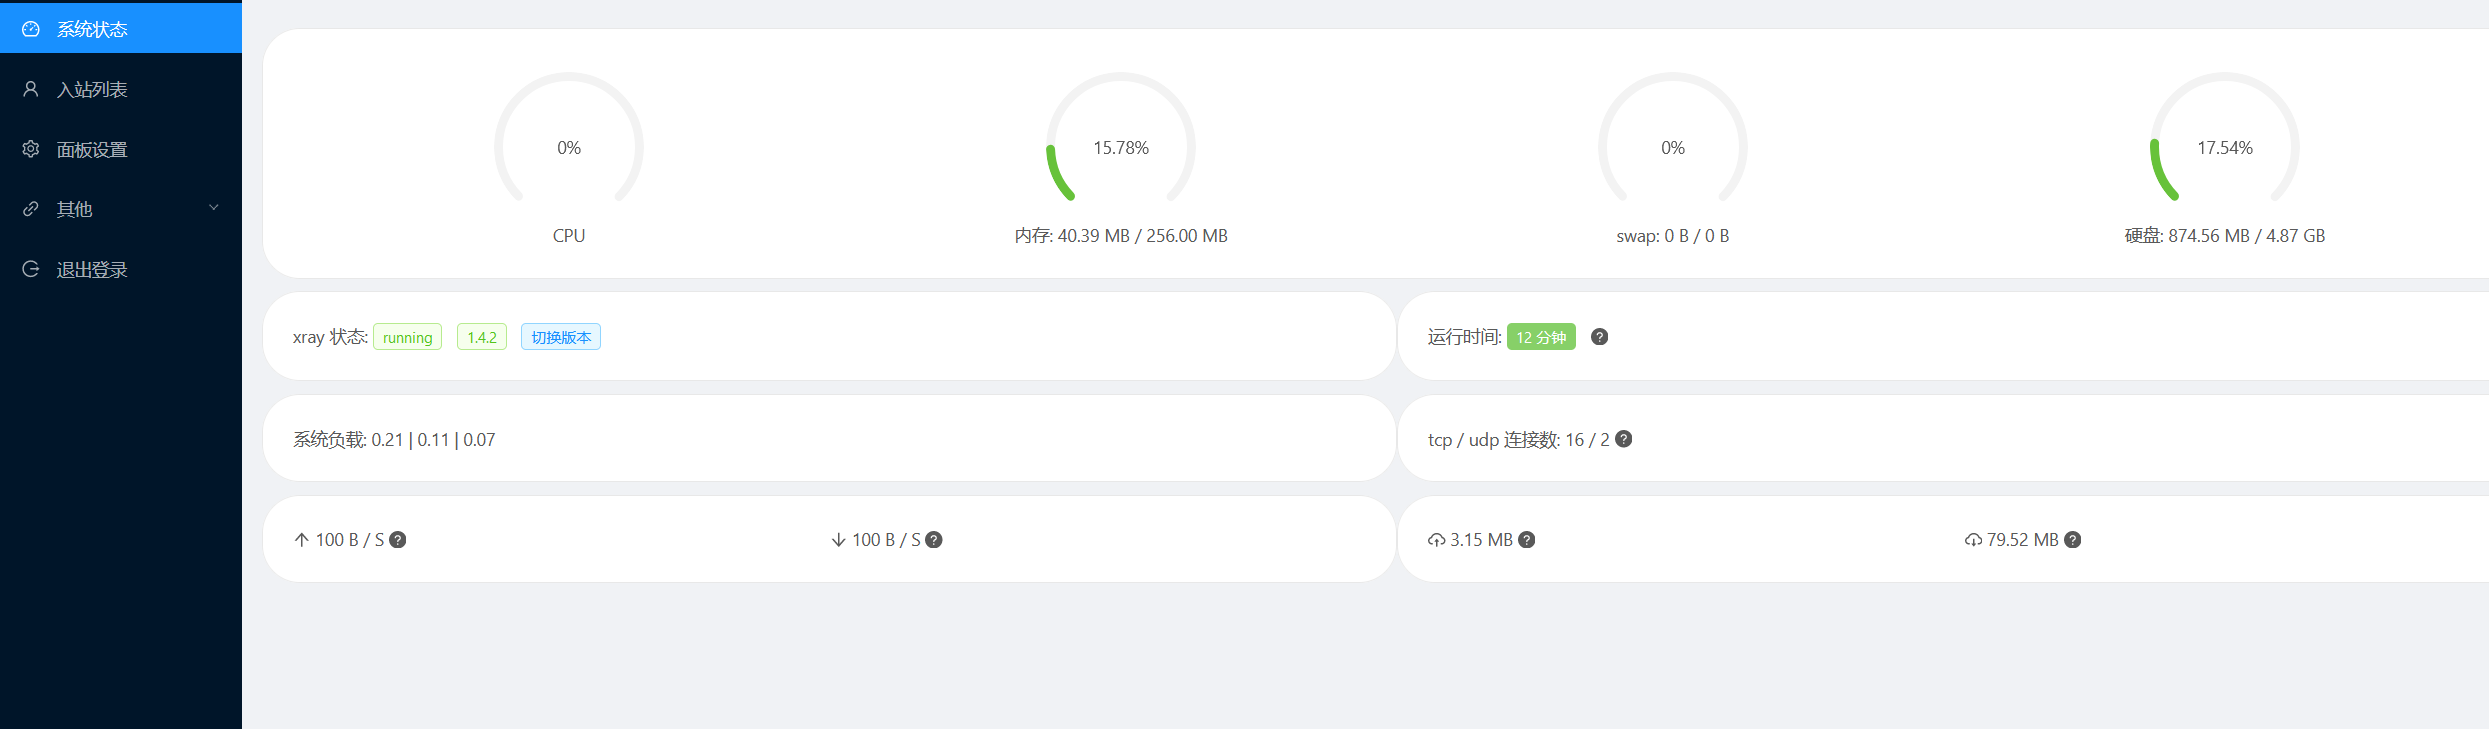 系统状态
入站列表
面板设置
其他
退出登录
0%
15.78%
0%
17.54%
CPU
内存: 40.39 MB / 256.00 MB
swap: 0 B / 0 B
硬盘: 874.56 MB / 4.87 GB
xray 状态: running 1.4.2 切换版本
运行时间: 12 分钟
系统负载: 0.21 | 0.11 | 0.07
tcp / udp 连接数: 16 / 2
100 B / S
100 B / S
3.15 MB
79.52 MB